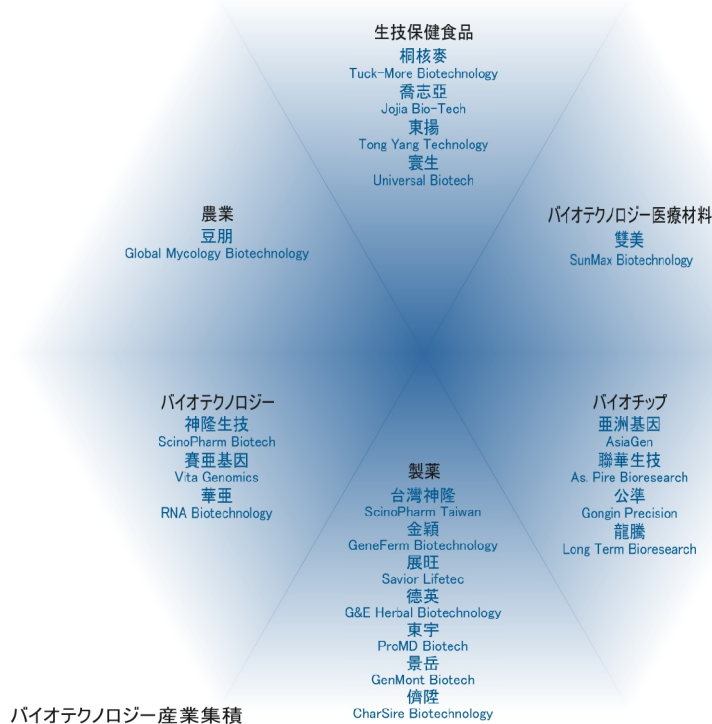 生技保健食品
桐核麥
Tuck-More Biotechnology
喬志亞
Jojia Bio-Tech
東揚
Tong Yang Technology
寰生
Universal Biotech
農業
豆朋
Global Mycology Biotechnology
バイオテクノロジー医療材料
雙美
SunMax Biotechnology
バイオテクノロジー
神隆生技
ScinoPharm Biotech
賽亜基因
Vita Genomics
華亜
RNA Biotechnology
バイオチップ
亜洲基因
AsiaGen
聯華生技
As. Pire Bioresearch
公準
Gongin Precision
龍騰
Long Term Bioresearch
製薬
台灣神隆
ScinoPharm Taiwan
金穎
GeneFerm Biotechnology
展旺
Savior Lifetec
德英
G&E Herbal Biotechnology
東宇
ProMD Biotech
景岳
GenMont Biotech
儕陞
CharSire Biotechnology
バイオテクノロジー産業集積